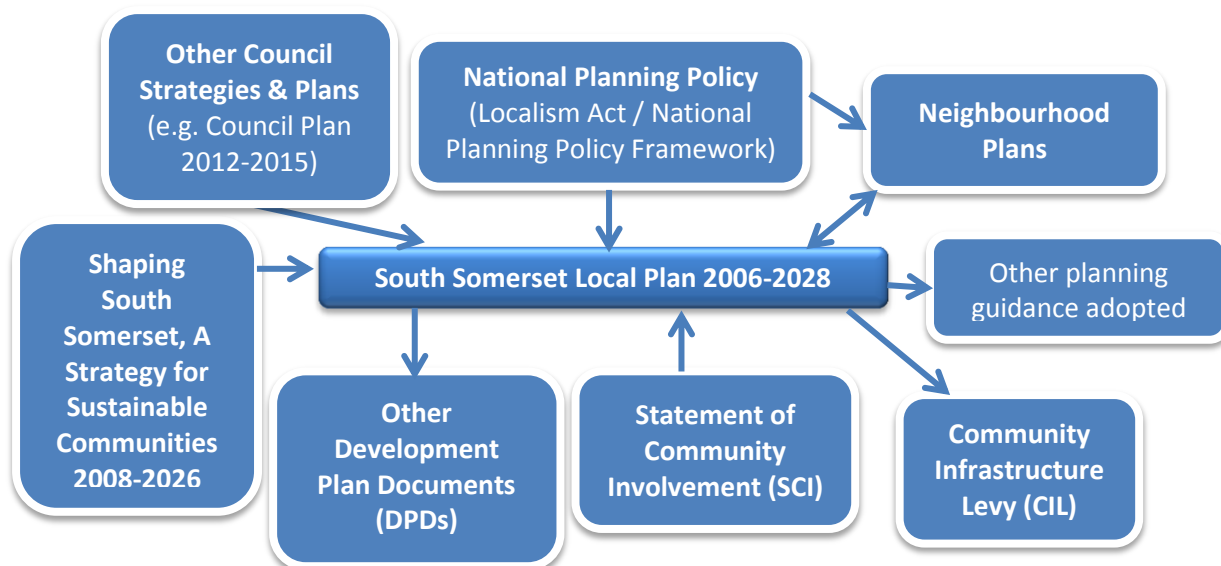 Other Council
Strategies & Plans
(e.g. Council Plan
2012-2015)
National Planning Policy
(Localism Act / National
Planning Policy Framework)
Neighbourhood
Plans
Shaping
South
Somerset, A
Strategy for
Sustainable
Communities
2008-2026
South Somerset Local Plan 2006-2028
Other planning
guidance adopted
Other
Development
Plan Documents
(DPDs)
Statement of
Community
Involvement (SCI)
Community
Infrastructure
Levy (CIL)